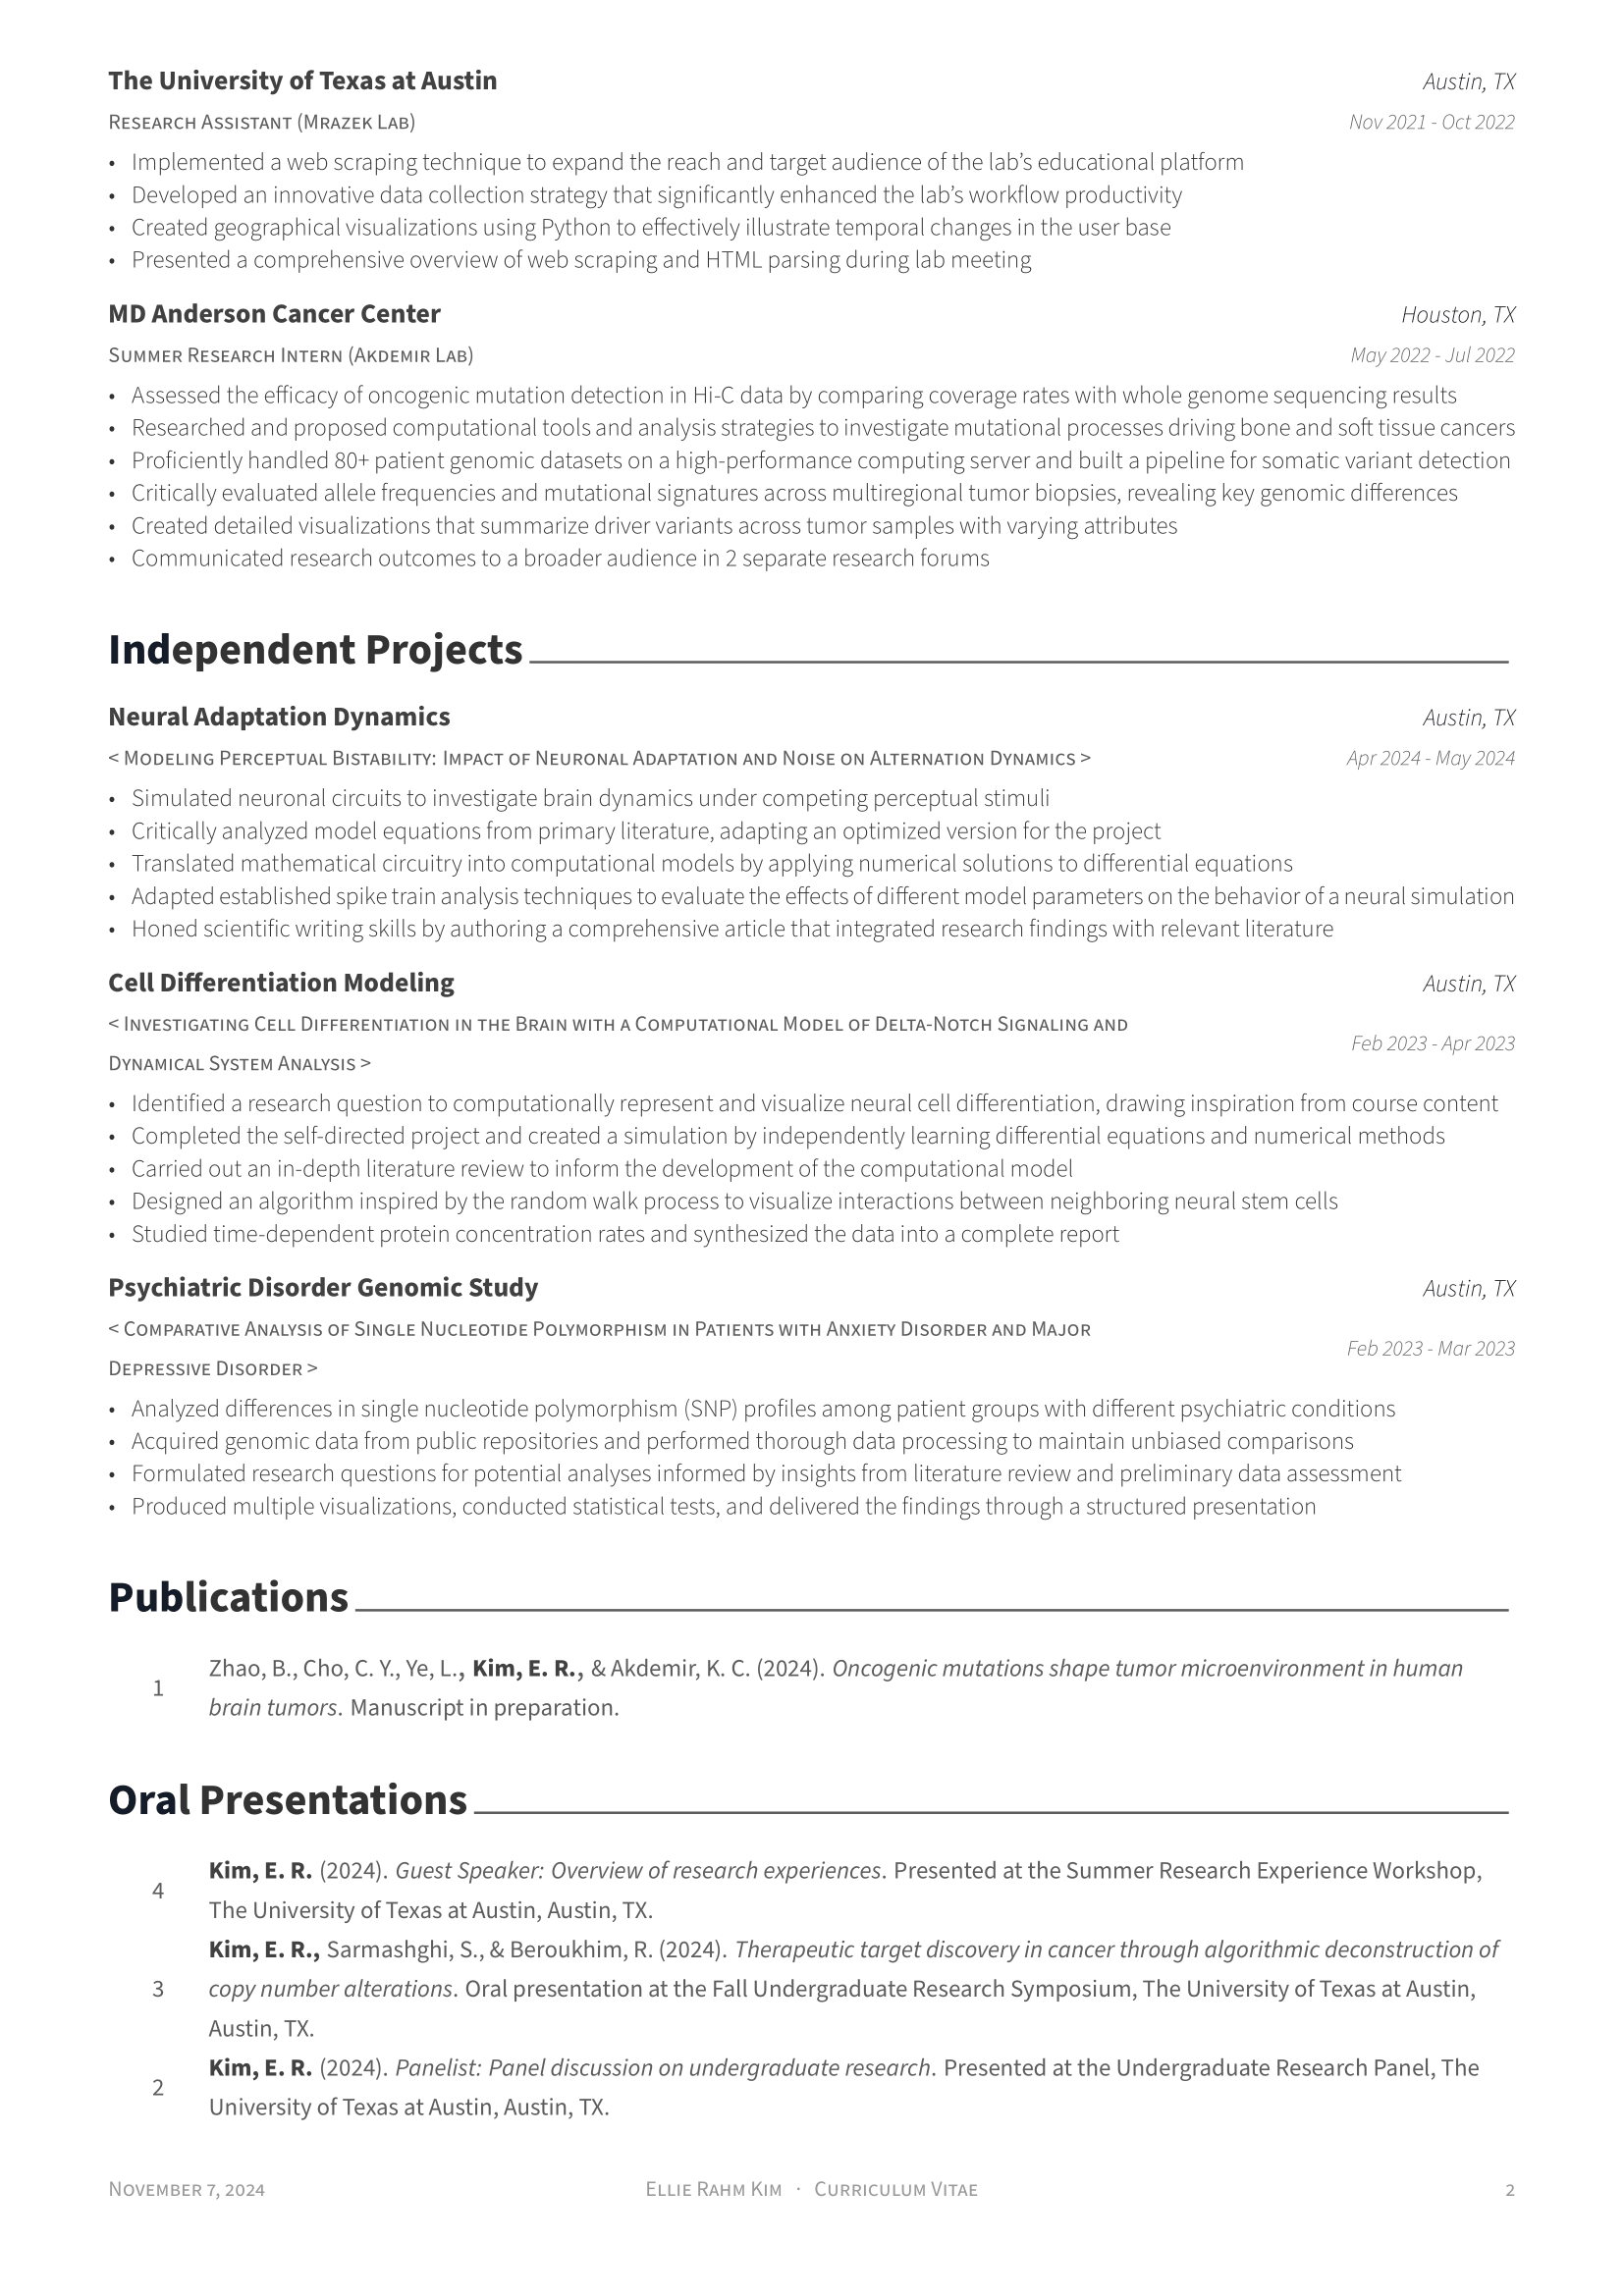 The University of Texas at Austin Austin, TX
Research Assistant (Mrazek Lab) Nov 2021 - Oct 2022
• Implemented a web scraping technique to expand the reach and target audience of the lab’s educational platform
• Developed an innovative data collection strategy that significantly enhanced the lab’s workflow productivity
• Created geographical visualizations using Python to effectively illustrate temporal changes in the user base
• Presented a comprehensive overview of web scraping and HTML parsing during lab meeting
MD Anderson Cancer Center Houston, TX
Summer Research Intern (Akdemir Lab) May 2022 - Jul 2022
• Assessed the efficacy of oncogenic mutation detection in Hi-C data by comparing coverage rates with whole genome sequencing results
• Researched and proposed computational tools and analysis strategies to investigate mutational processes driving bone and soft tissue cancers
• Proficiently handled 80+ patient genomic datasets on a high-performance computing server and built a pipeline for somatic variant detection
• Critically evaluated allele frequencies and mutational signatures across multiregional tumor biopsies, revealing key genomic differences
• Created detailed visualizations that summarize driver variants across tumor samples with varying attributes
• Communicated research outcomes to a broader audience in 2 separate research forums
Independent Projects
Neural Adaptation Dynamics Austin, TX
< Modeling Perceptual Bistability: Impact of Neuronal Adaptation and Noise on Alternation Dynamics > Apr 2024 - May 2024
• Simulated neuronal circuits to investigate brain dynamics under competing perceptual stimuli
• Critically analyzed model equations from primary literature, adapting an optimized version for the project
• Translated mathematical circuitry into computational models by applying numerical solutions to differential equations
• Adapted established spike train analysis techniques to evaluate the effects of different model parameters on the behavior of a neural simulation
• Honed scientific writing skills by authoring a comprehensive article that integrated research findings with relevant literature
Cell Differentiation Modeling Austin, TX
< Investigating Cell Differentiation in the Brain with a Computational Model of Delta-Notch Signaling and
Feb 2023 - Apr 2023
Dynamical System Analysis >
• Identified a research question to computationally represent and visualize neural cell differentiation, drawing inspiration from course content
• Completed the self-directed project and created a simulation by independently learning differential equations and numerical methods
• Carried out an in-depth literature review to inform the development of the computational model
• Designed an algorithm inspired by the random walk process to visualize interactions between neighboring neural stem cells
• Studied time-dependent protein concentration rates and synthesized the data into a complete report
Psychiatric Disorder Genomic Study Austin, TX
< Comparative Analysis of Single Nucleotide Polymorphism in Patients with Anxiety Disorder and Major
Feb 2023 - Mar 2023
Depressive Disorder >
• Analyzed differences in single nucleotide polymorphism (SNP) profiles among patient groups with different psychiatric conditions
• Acquired genomic data from public repositories and performed thorough data processing to maintain unbiased comparisons
• Formulated research questions for potential analyses informed by insights from literature review and preliminary data assessment
• Produced multiple visualizations, conducted statistical tests, and delivered the findings through a structured presentation
Publications
Zhao, B., Cho, C. Y., Ye, L., Kim, E. R., & Akdemir, K. C. (2024). Oncogenic mutations shape tumor microenvironment in human
1
brain tumors. Manuscript in preparation.
Oral Presentations
Kim, E. R. (2024). Guest Speaker: Overview of research experiences. Presented at the Summer Research Experience Workshop,
4
The University of Texas at Austin, Austin, TX.
Kim, E. R., Sarmashghi, S., & Beroukhim, R. (2024). Therapeutic target discovery in cancer through algorithmic deconstruction of
3 copy number alterations. Oral presentation at the Fall Undergraduate Research Symposium, The University of Texas at Austin,
Austin, TX.
Kim, E. R. (2024). Panelist: Panel discussion on undergraduate research. Presented at the Undergraduate Research Panel, The
2
University of Texas at Austin, Austin, TX.
November 7, 2024 Ellie Rahm Kim · Curriculum Vitae 2